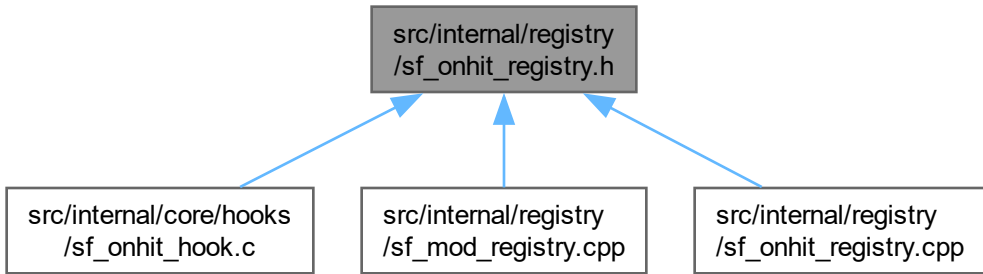 src/internal/registry
/sf_onhit_registry.h
src/internal/core/hooks
/sf_onhit_hook.c
src/internal/registry
/sf_mod_registry.cpp
src/internal/registry
/sf_onhit_registry.cpp